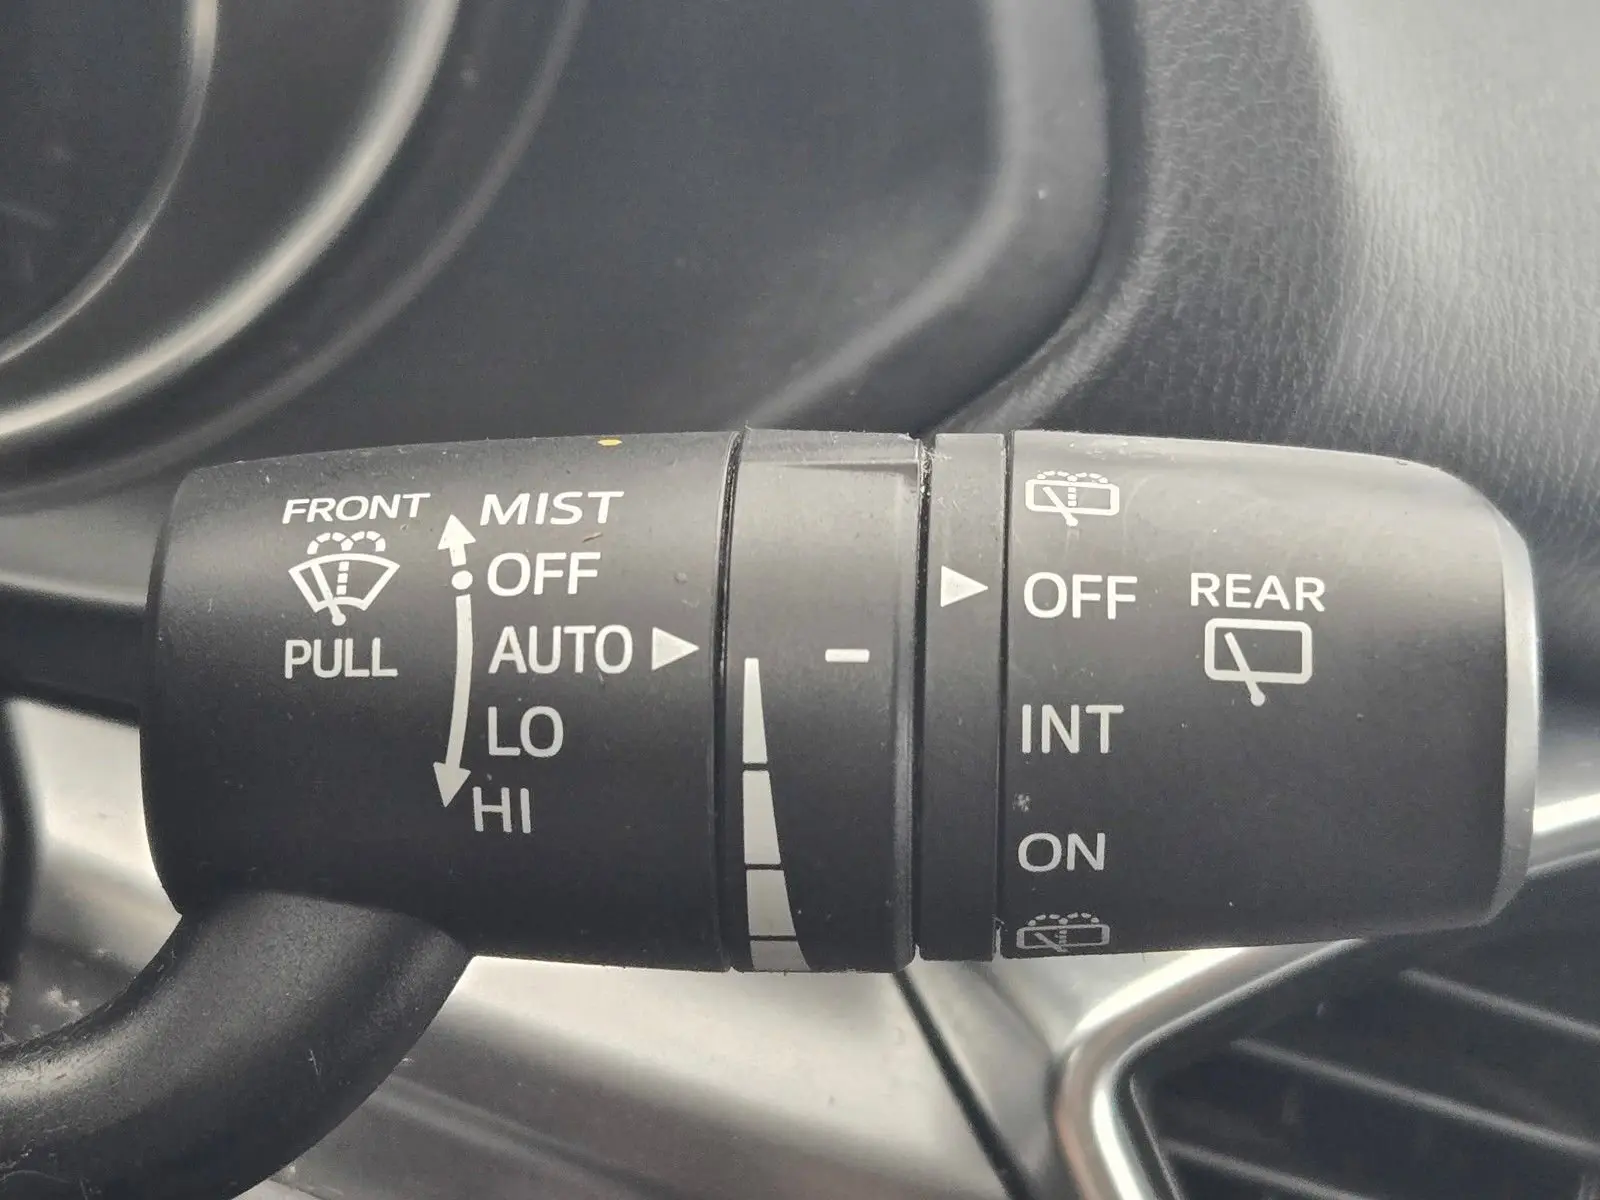 FRONT
PULL
MIST
OFF
AUTO
LO
HI
OFF
INT
ON
REAR